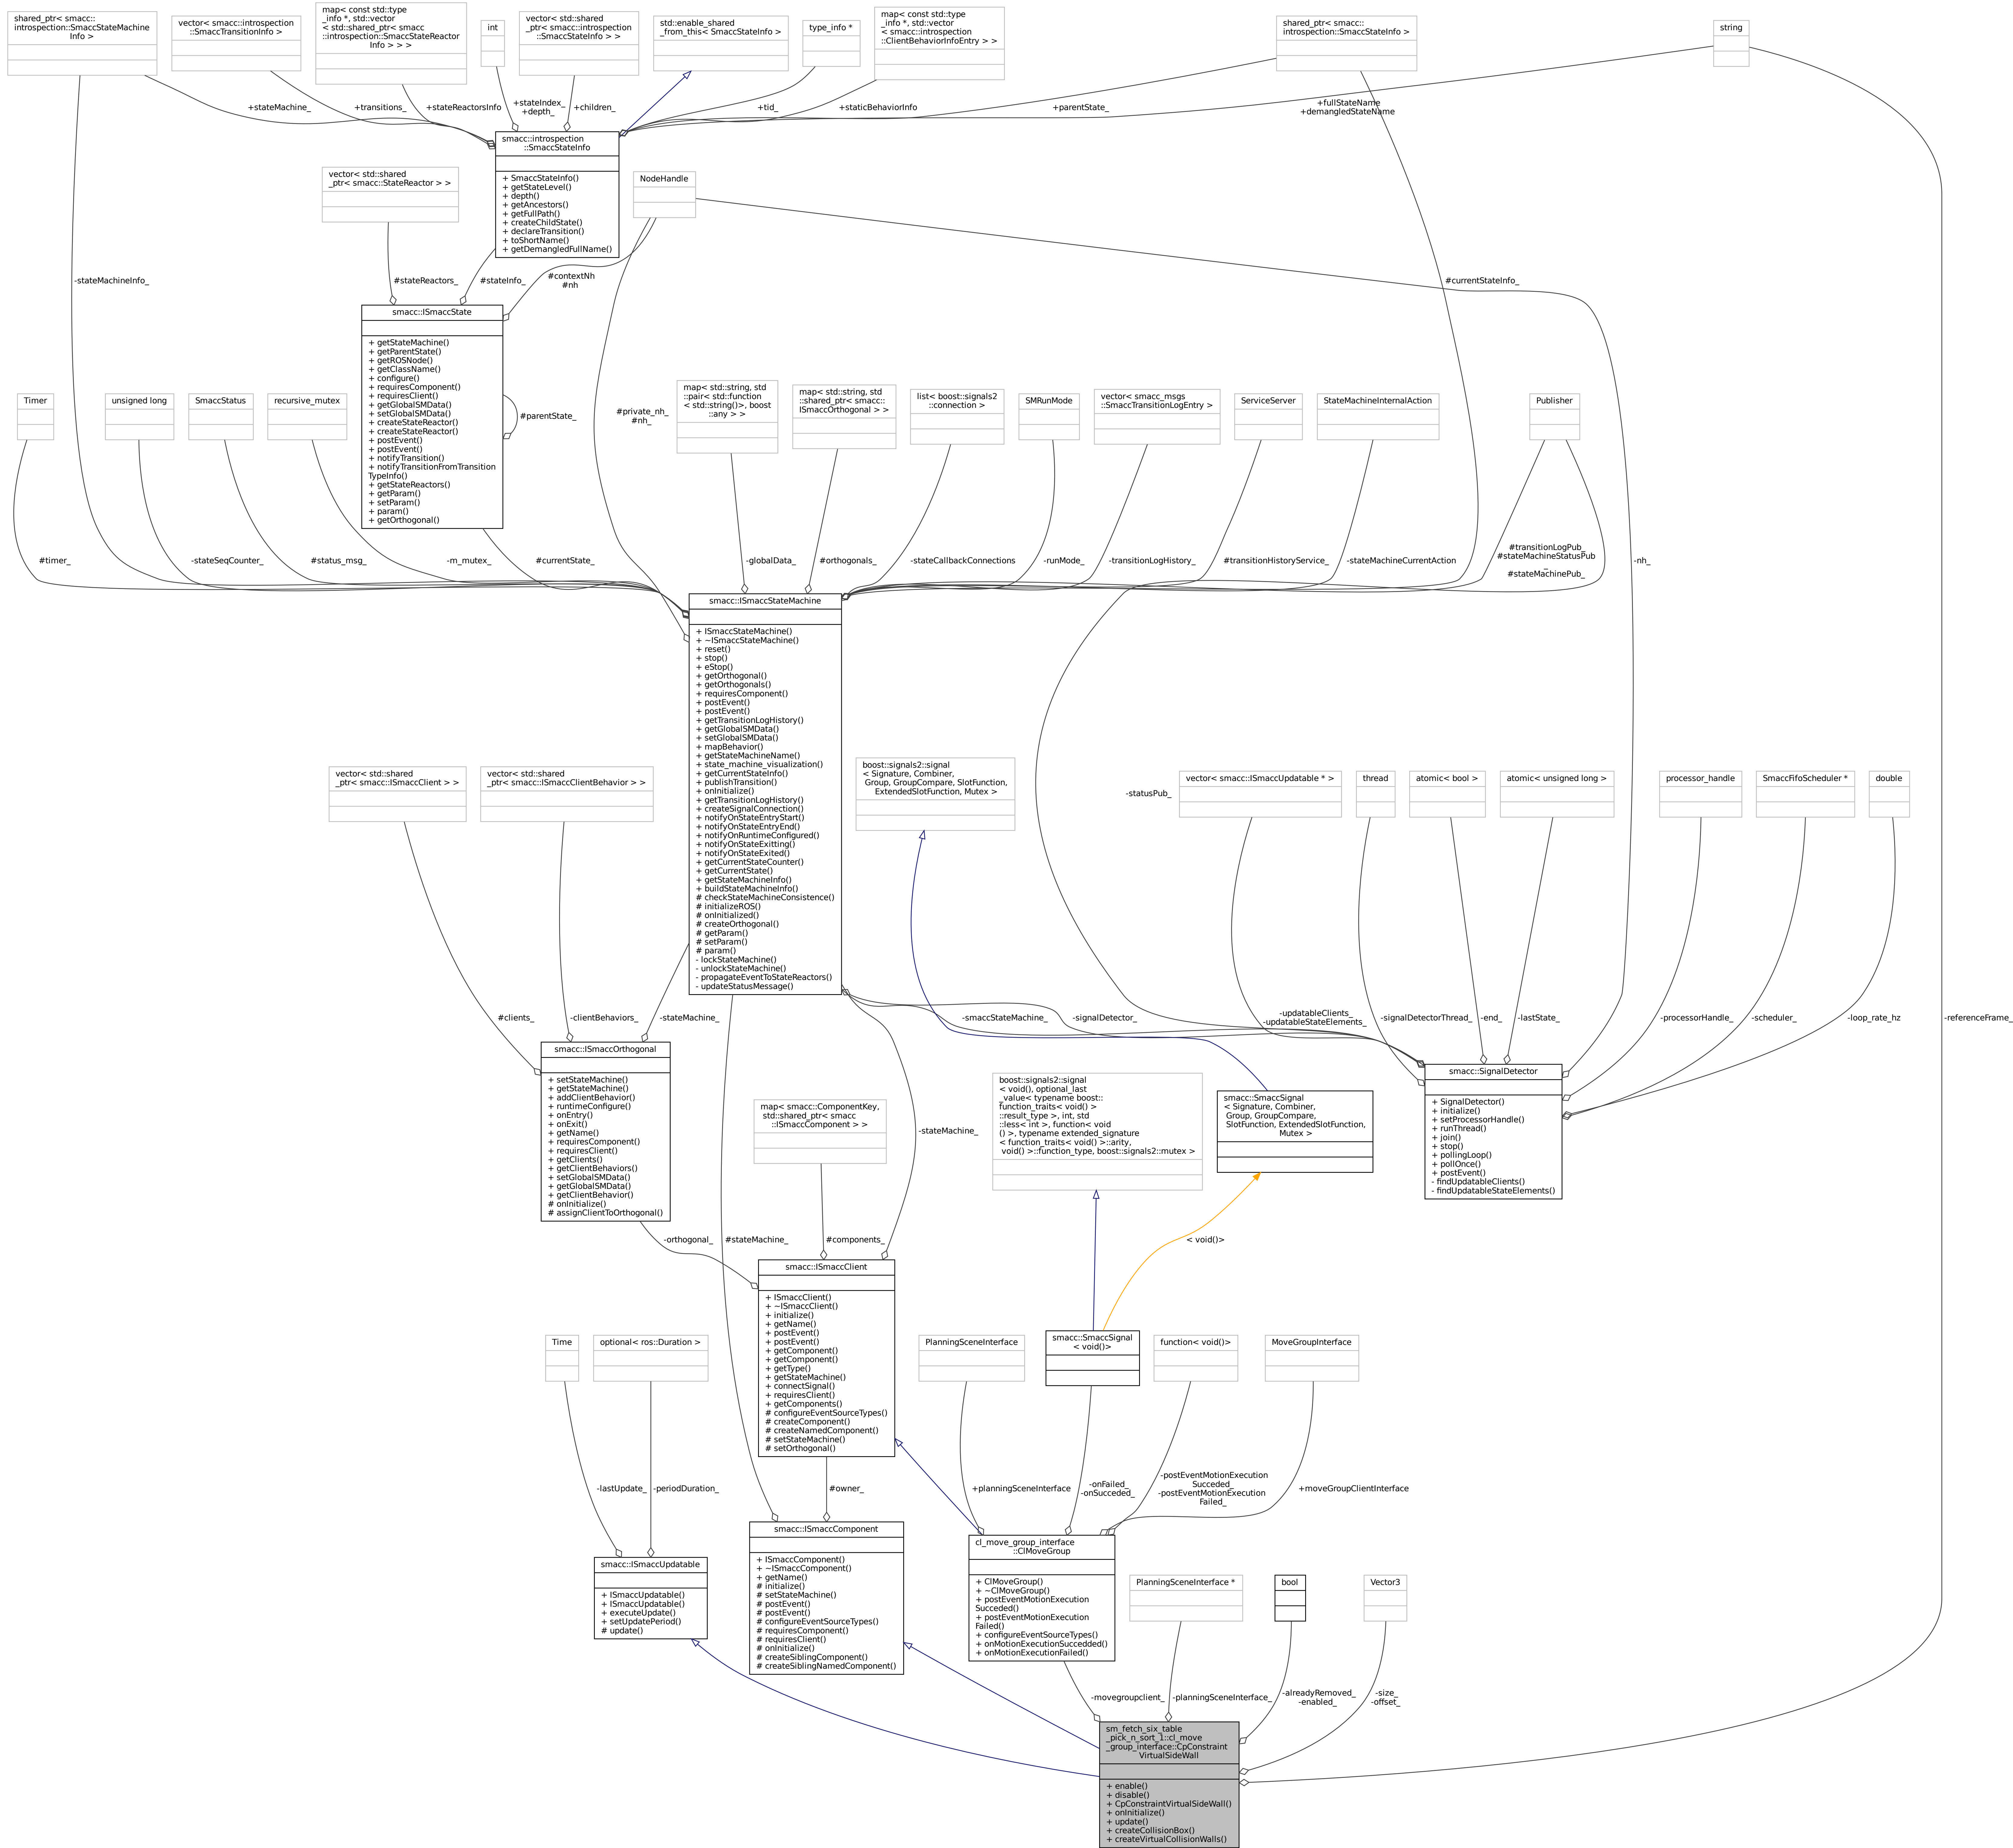 shared_ptr< smacc::
introspection::SmaccStateMachine
Info >
vector< smacc::introspection
::SmaccTransitionInfo >
map< const std::type
_info *, std::vector
< std::shared_ptr< smacc
::introspection::SmaccStateReactor
Info > > >
int
vector< std::shared
_ptr< smacc::introspection
::SmaccStateInfo > >
std::enable_shared
_from_this< SmaccStateInfo >
type_info *
map< const std::type
_info *, std::vector
< smacc::introspection
::ClientBehaviorInfoEntry > >
shared_ptr< smacc::
introspection::SmaccStateInfo >
string
+stateMachine_
+transitions_
+stateReactorsInfo
+stateIndex_
+depth_
+children_
+tid_
+staticBehaviorInfo
+parentState_
+fullStateName
+demangledStateName
smacc::introspection
::SmaccStateInfo
+ SmaccStateInfo()
+ getStateLevel()
+ depth()
+ getAncestors()
+ getFullPath()
+ createChildState()
+ declareTransition()
+ toShortName()
+ getDemangledFullName()
vector< std::shared
_ptr< smacc::StateReactor > >
NodeHandle
-stateMachineInfo_
#stateReactors_
#stateInfo_
#contextNh
#nh
#currentStateInfo_
smacc::ISmaccState
+ getStateMachine()
+ getParentState()
+ getROSNode()
+ getClassName()
+ configure()
+ requiresComponent()
+ requiresClient()
+ getGlobalSMData()
+ setGlobalSMData()
+ createStateReactor()
+ createStateReactor()
+ postEvent()
+ postEvent()
+ notifyTransition()
+ notifyTransitionFromTransition
TypeInfo()
+ getStateReactors()
+ getParam()
+ setParam()
+ param()
+ getOrthogonal()
#parentState_
#private_nh_
#nh_
Timer
unsigned long
SmaccStatus
recursive_mutex
map< std::string, std
::pair< std::function
< std::string()>, boost
::any > >
map< std::string, std
::shared_ptr< smacc::
ISmaccOrthogonal > >
list< boost::signals2
::connection >
SMRunMode
vector< smacc_msgs
::SmaccTransitionLogEntry >
ServiceServer
StateMachineInternalAction
Publisher
#timer_
-stateSeqCounter_
#status_msg_
-m_mutex_
#currentState_
-globalData_
#orthogonals_
-stateCallbackConnections
-runMode_
-transitionLogHistory_
#transitionHistoryService_
-stateMachineCurrentAction
#transitionLogPub_
#stateMachineStatusPub
_
#stateMachinePub_
-nh_
smacc::ISmaccStateMachine
+ ISmaccStateMachine()
+ ~ISmaccStateMachine()
+ reset()
+ stop()
+ eStop()
+ getOrthogonal()
+ getOrthogonals()
+ requiresComponent()
+ postEvent()
+ postEvent()
+ getTransitionLogHistory()
+ getGlobalSMData()
+ setGlobalSMData()
+ mapBehavior()
+ getStateMachineName()
+ state_machine_visualization()
+ getCurrentStateInfo()
+ publishTransition()
+ onInitialize()
+ getTransitionLogHistory()
+ createSignalConnection()
+ notifyOnStateEntryStart()
+ notifyOnStateEntryEnd()
+ notifyOnRuntimeConfigured()
+ notifyOnStateExitting()
+ notifyOnStateExited()
+ getCurrentStateCounter()
+ getCurrentState()
+ getStateMachineInfo()
+ buildStateMachineInfo()
# checkStateMachineConsistence()
# initializeROS()
# onInitialized()
# createOrthogonal()
# getParam()
# setParam()
# param()
- lockStateMachine()
- unlockStateMachine()
- propagateEventToStateReactors()
- updateStatusMessage()
vector< std::shared
_ptr< smacc::ISmaccClient > >
vector< std::shared
_ptr< smacc::ISmaccClientBehavior > >
boost::signals2::signal
< Signature, Combiner,
Group, GroupCompare, SlotFunction,
ExtendedSlotFunction, Mutex >
-statusPub_
vector< smacc::ISmaccUpdatable * >
thread
atomic< bool >
atomic< unsigned long >
processor_handle
SmaccFifoScheduler *
double
#clients_
-clientBehaviors_
-stateMachine_
-smaccStateMachine_
-signalDetector_
-updatableClients_
-updatableStateElements_
-signalDetectorThread_
-end_
-lastState_
-processorHandle_
-scheduler_
-loop_rate_hz
-referenceFrame_
smacc::ISmaccOrthogonal
+ setStateMachine()
+ getStateMachine()
+ addClientBehavior()
+ runtimeConfigure()
+ onEntry()
+ onExit()
+ getName()
+ requiresComponent()
+ requiresClient()
+ getClients()
+ getClientBehaviors()
+ setGlobalSMData()
+ getGlobalSMData()
+ getClientBehavior()
# onInitialize()
# assignClientToOrthogonal()
smacc::SignalDetector
+ SignalDetector()
+ initialize()
+ setProcessorHandle()
+ runThread()
+ join()
+ stop()
+ pollingLoop()
+ pollOnce()
+ postEvent()
- findUpdatableClients()
- findUpdatableStateElements()
map< smacc::ComponentKey,
std::shared_ptr< smacc
::ISmaccComponent > >
-stateMachine_
boost::signals2::signal
< void(), optional_last
_value< typename boost::
function_traits< void() >
::result_type >, int, std
::less< int >, function< void
() >, typename extended_signature
< function_traits< void() >::arity,
void() >::function_type, boost::signals2::mutex >
smacc::SmaccSignal
< Signature, Combiner,
Group, GroupCompare,
SlotFunction, ExtendedSlotFunction,
Mutex >
-orthogonal_
#stateMachine_
#components_
< void()>
smacc::ISmaccClient
+ ISmaccClient()
+ ~ISmaccClient()
+ initialize()
+ getName()
+ postEvent()
+ postEvent()
+ getComponent()
+ getComponent()
+ getType()
+ getStateMachine()
+ connectSignal()
+ requiresClient()
+ getComponents()
# configureEventSourceTypes()
# createComponent()
# createNamedComponent()
# setStateMachine()
# setOrthogonal()
Time
optional< ros::Duration >
PlanningSceneInterface
smacc::SmaccSignal
< void()>
function< void()>
MoveGroupInterface
-lastUpdate_
-periodDuration_
#owner_
+planningSceneInterface
-onFailed_
-onSucceded_
-postEventMotionExecution
Succeded_
-postEventMotionExecution
Failed_
+moveGroupClientInterface
smacc::ISmaccUpdatable
+ ISmaccUpdatable()
+ ISmaccUpdatable()
+ executeUpdate()
+ setUpdatePeriod()
# update()
smacc::ISmaccComponent
+ ISmaccComponent()
+ ~ISmaccComponent()
+ getName()
# initialize()
# setStateMachine()
# postEvent()
# postEvent()
# configureEventSourceTypes()
# requiresComponent()
# requiresClient()
# onInitialize()
# createSiblingComponent()
# createSiblingNamedComponent()
cl_move_group_interface
::ClMoveGroup
+ ClMoveGroup()
+ ~ClMoveGroup()
+ postEventMotionExecution
Succeded()
+ postEventMotionExecution
Failed()
+ configureEventSourceTypes()
+ onMotionExecutionSuccedded()
+ onMotionExecutionFailed()
PlanningSceneInterface *
bool
Vector3
-movegroupclient_
-planningSceneInterface_
-alreadyRemoved_
-enabled_
-size_
-offset_
sm_fetch_six_table
_pick_n_sort_1::cl_move
_group_interface::CpConstraint
VirtualSideWall
+ enable()
+ disable()
+ CpConstraintVirtualSideWall()
+ onInitialize()
+ update()
+ createCollisionBox()
+ createVirtualCollisionWalls()